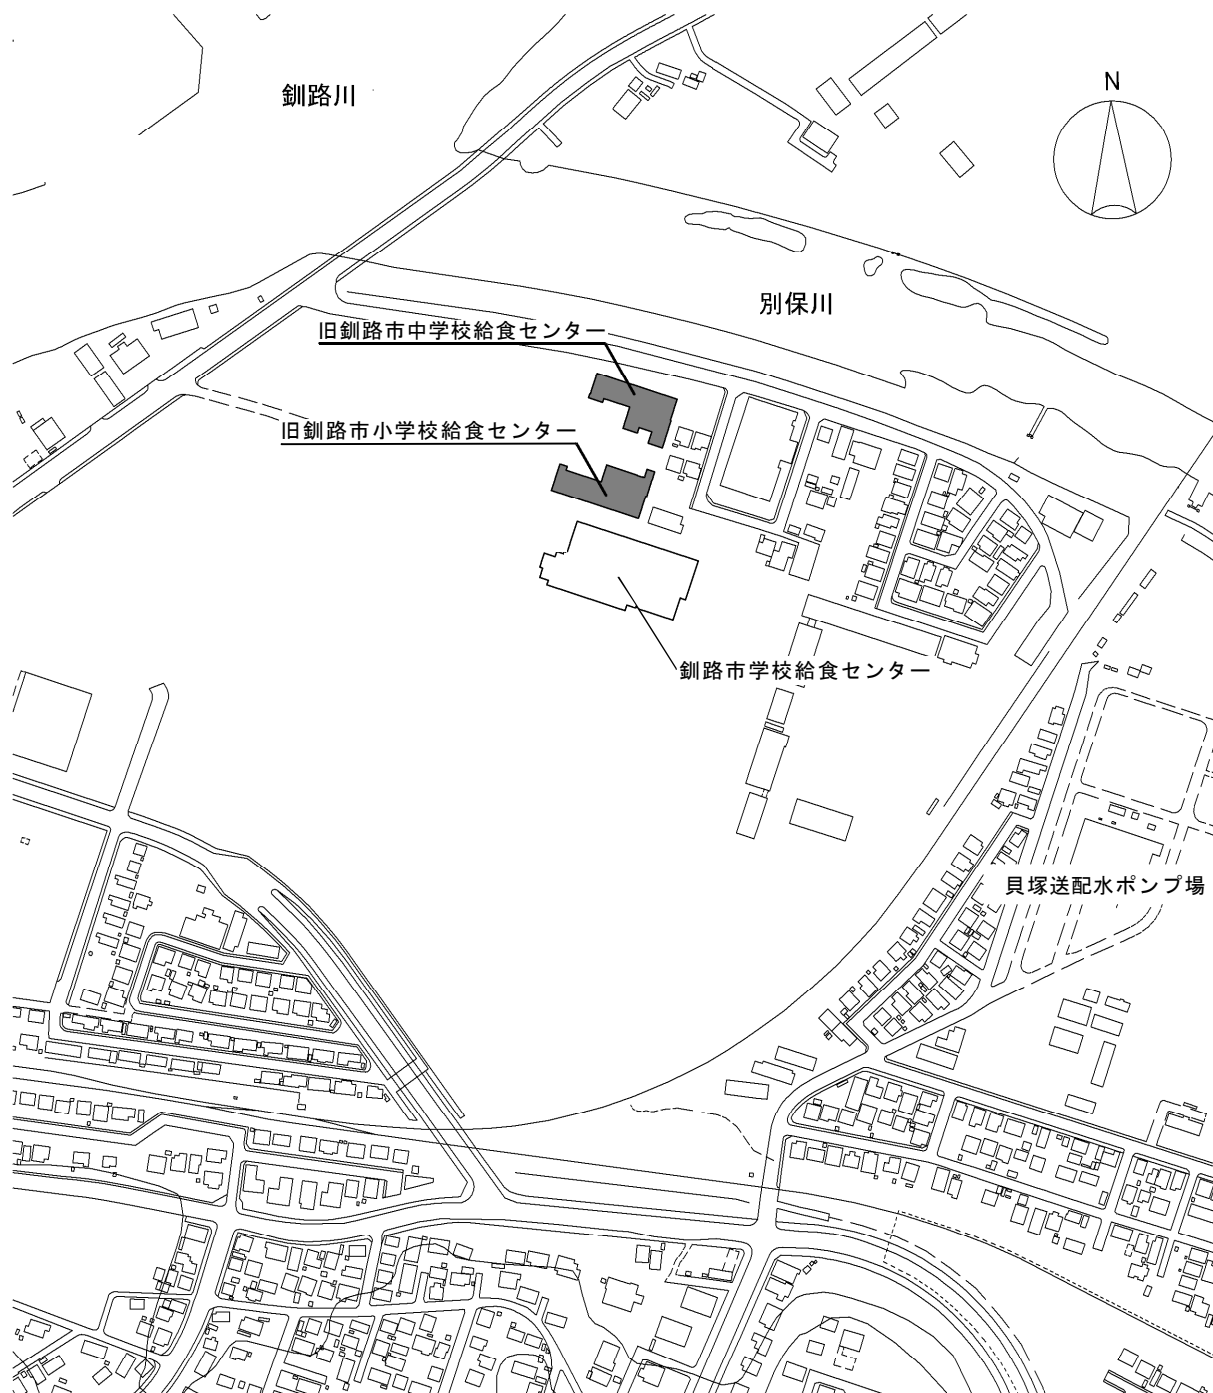 釧路川
N
別保川
旧釧路市中学校給食センター
旧釧路市小学校給食センター
釧路市学校給食センター
貝塚送配水ポンプ場